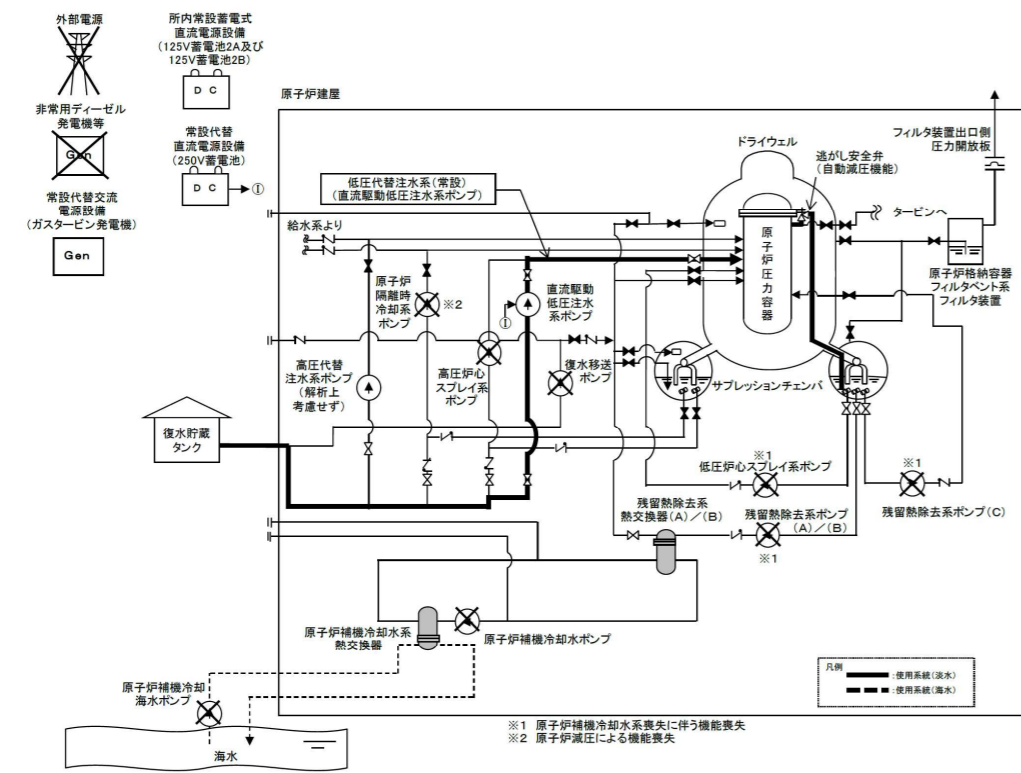 外部電源
所内常設蓄電式
直流電源設備
(125V蓄電池2A及び
125V蓄電池2B)
D C
非常用ディーゼル
発電機等
Gen
常設代替
直流電源設備
(250V蓄電池)
D C
①
常設代替交流
電源設備
(ガスタービン発電機)
Gen
原子炉建屋
低圧代替注水系(常設)
(直流駆動低圧注水系ポンプ)
給水系より
ドライウェル
逃がし安全弁
(自動減圧機能)
フィルタ装置出口側
圧力開放板
タービンへ
原子炉格納容器
フィルタベント系
フィルタ装置
原子炉圧力容器
原子炉
隔離時
冷却系
ポンプ
※2
直流駆動
低圧注水
系ポンプ
①
高圧代替
注水系ポンプ
(解析上
考慮せず)
高圧炉心
スプレイ系
ポンプ
復水移送
ポンプ
サプレッションチェンバ
復水貯蔵
タンク
※1
低圧炉心スプレイ系ポンプ
※1
残留熱除去系ポンプ(C)
残留熱除去系
熱交換器(A)/(B)
残留熱除去系ポンプ
(A)/(B)
※1
原子炉補機冷却水系
熱交換器
原子炉補機冷却水ポンプ
原子炉補機冷却
海水ポンプ
海水
凡例
:使用系統(淡水)
:使用系統(海水)
※1 原子炉補機冷却水系喪失に伴う機能喪失
※2 原子炉減圧による機能喪失